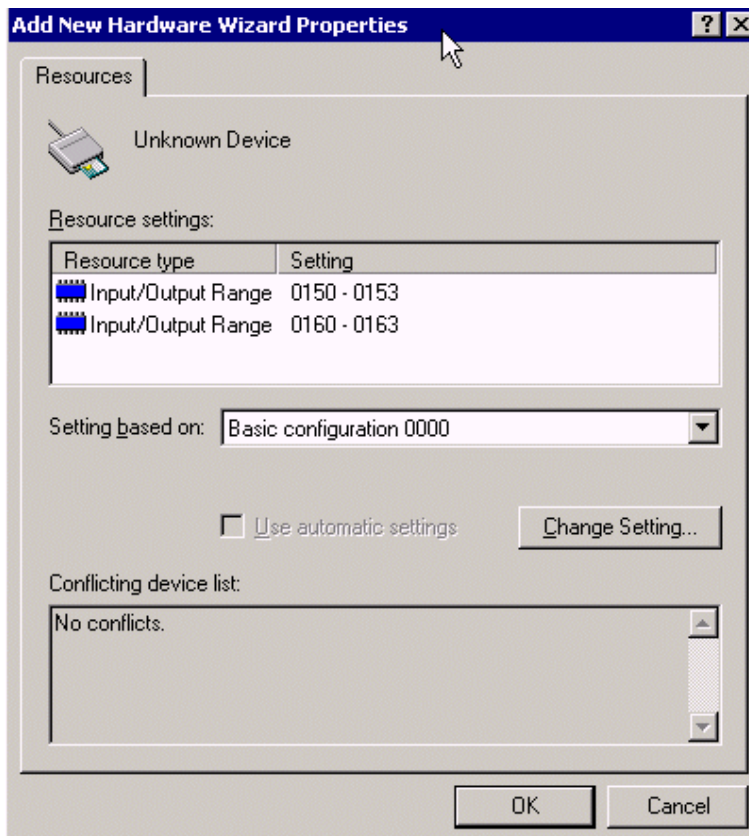 Add New Hardware Wizard Properties
Resources
Unknown Device
Resource settings:
Resource type Setting
Input/Output Range 0150 - 0153
Input/Output Range 0160 - 0163
Setting based on: Basic configuration 0000
Use automatic settings Change Setting...
Conflicting device list:
No conflicts.
OK Cancel